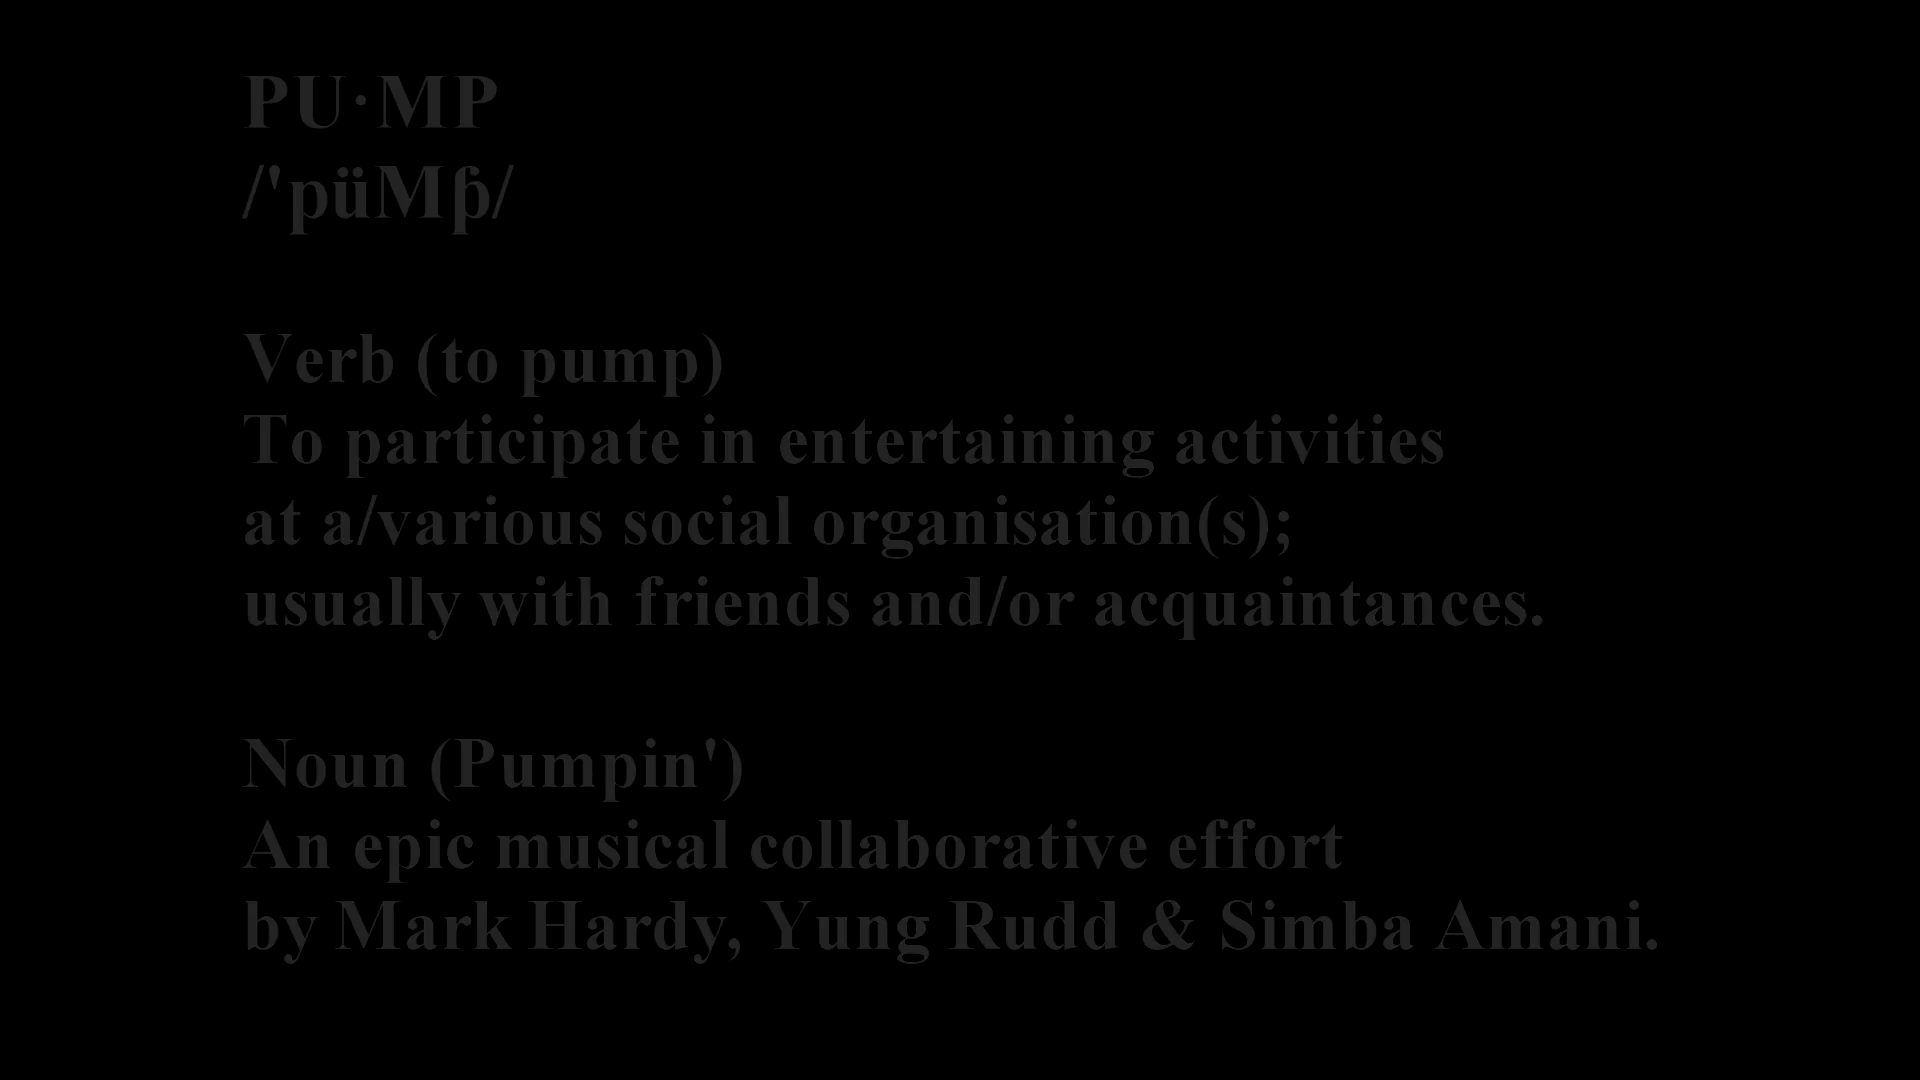 PU·MP
/'püMƥ/
Verb (to pump)
To participate in entertaining activities
at a/various social organisation(s);
usually with friends and/or acquaintances.
Noun (Pumpin')
An epic musical collaborative effort
by Mark Hardy, Yung Rudd & Simba Amani.